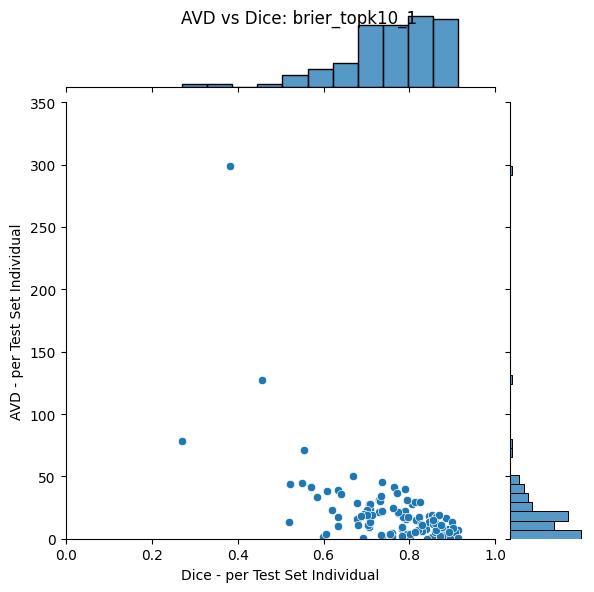 AVD vs Dice: brier_topk10_1
350
300
250
200
150
100
50
0
AVD - per Test Set Individual
0.0 0.2 0.4 0.6 0.8 1.0
Dice - per Test Set Individual